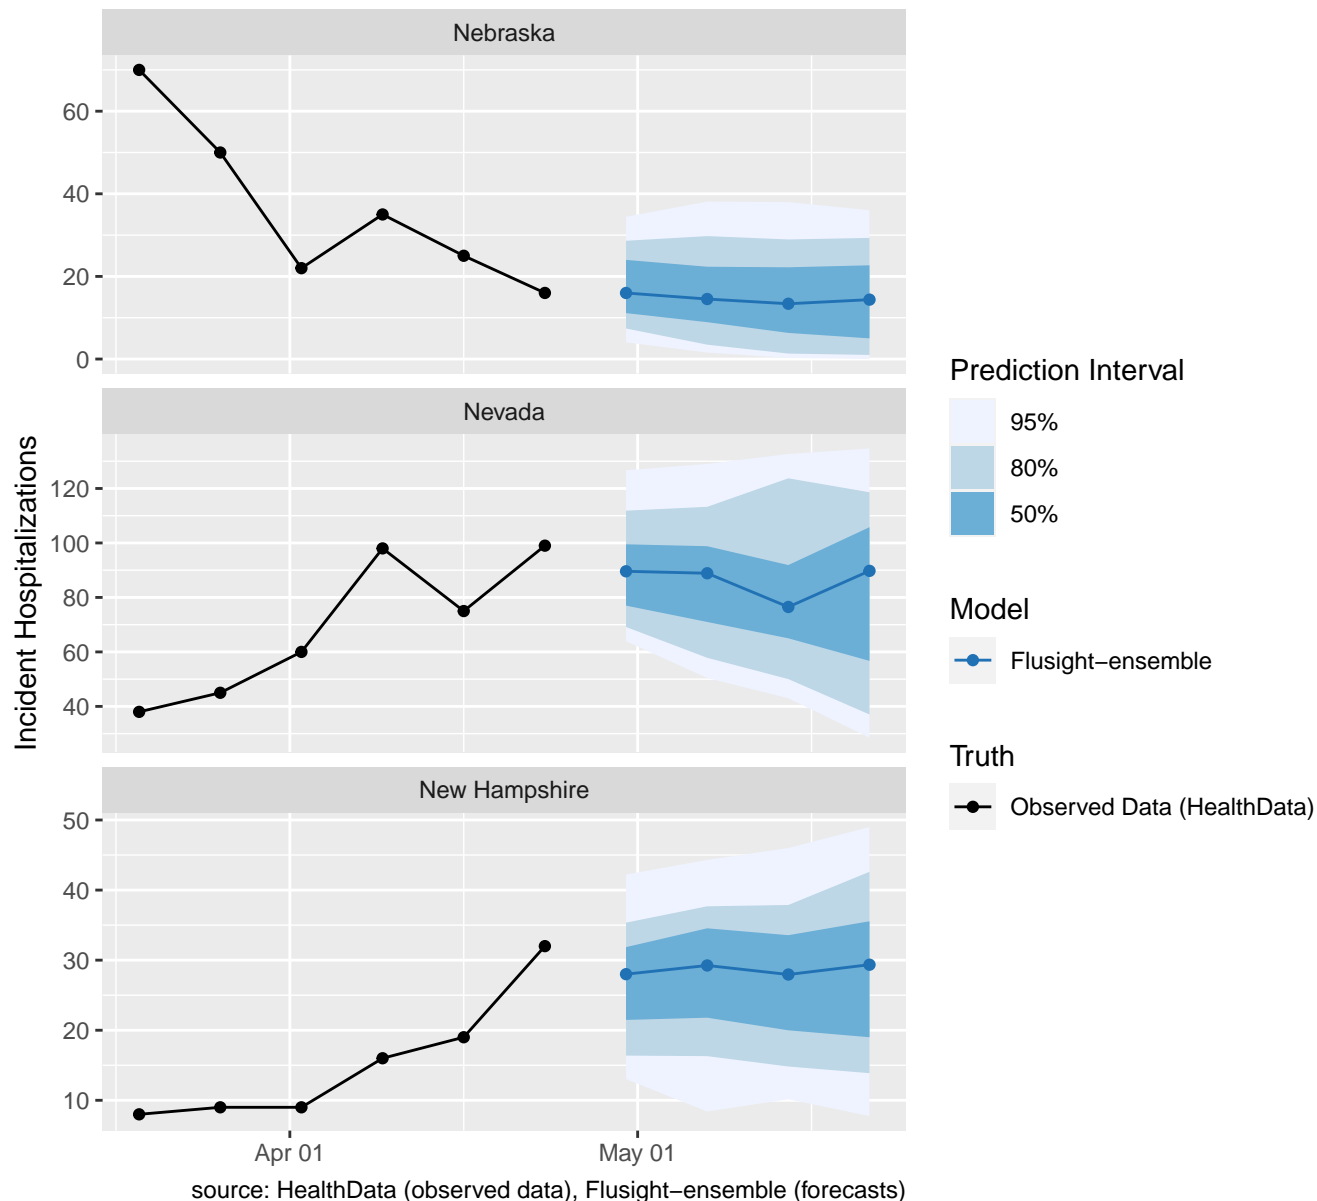 Nebraska
60
40
20
0
Nevada
120
100
80
60
40
New Hampshire
50
40
30
20
10
Apr 01
May 01
Incident Hospitalizations
source: HealthData (observed data), Flusight−ensemble (forecasts)
Prediction Interval
95%
80%
50%
Model
Flusight−ensemble
Truth
Observed Data (HealthData)